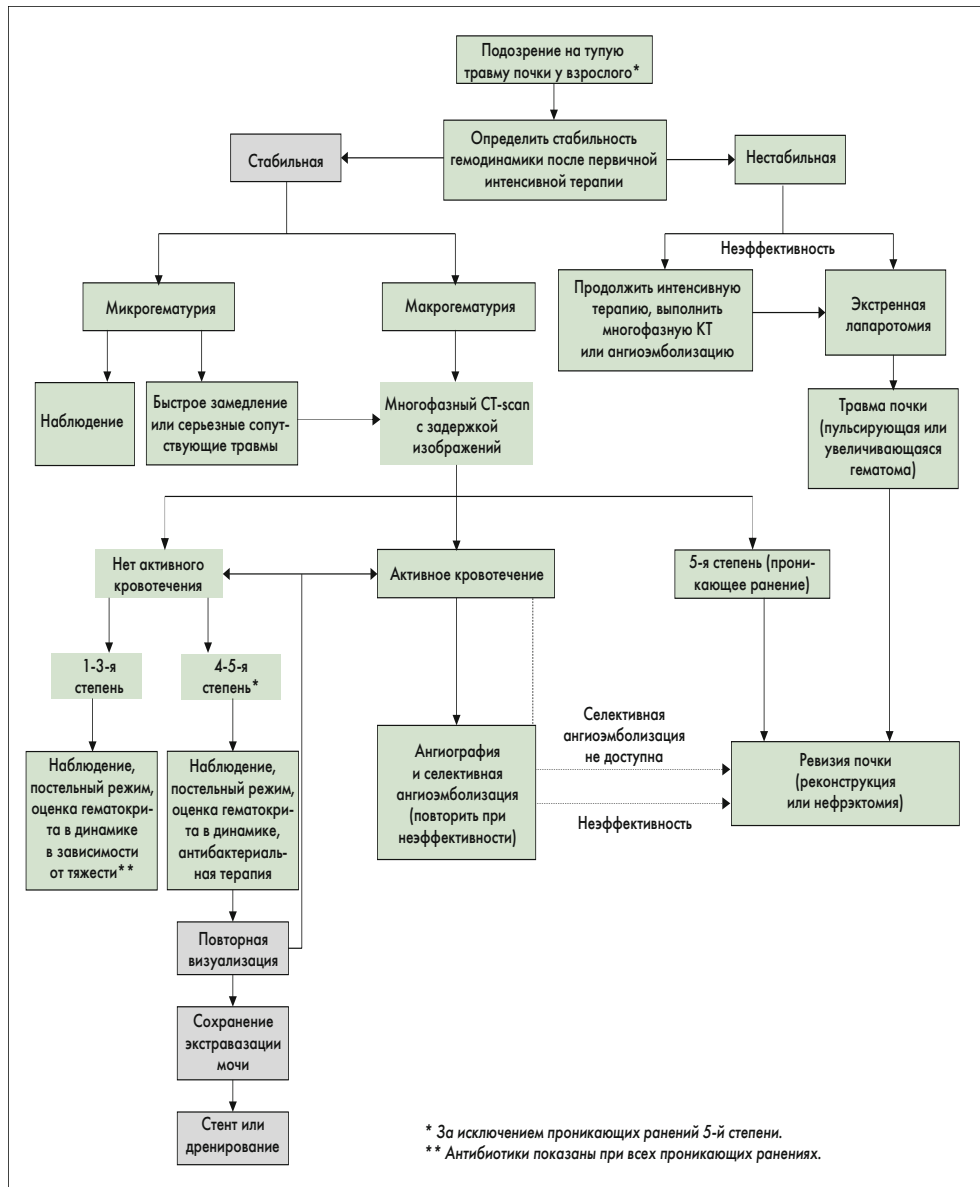 Подозрение на тупую
травму почки у взрослого*
Стабильная
Определить стабильность
гемодинамики после первичной
интенсивной терапии
Нестабильная
Неэффективность
Микрогематурия
Макрогематурия
Продолжить интенсивную
терапию, выполнить
многофазную КТ
или ангиоэмболизацию
Экстренная
лапаротомия
Наблюдение
Быстрое замедление
или серьезные сопут-
ствующие травмы
Многофазный CT-scan
с задержкой
изображений
Травма почки
(пульсирующая или
увеличивающаяся
гематома)
Нет активного
кровотечения
Активное кровотечение
5-я степень (прони-
кающее ранение)
1-3-я
степень
4-5-я
степень*
Наблюдение,
постельный режим,
оценка гематокри-
та в динамике
в зависимости
от тяжести**
Наблюдение,
постельный режим,
оценка гематокри-
та в динамике,
антибактериаль-
ная терапия
Ангиография
и селективная
ангиоэмболизация
(повторить при
неэффективности)
Селективная
ангиоэмболизация
не доступна
Неэффективность
Ревизия почки
(реконструкция
или нефрэктомия)
Повторная
визуализация
Сохранение
экстравазации
мочи
Стент или
дренирование
* За исключением проникающих ранений 5-й степени.
** Антибиотики показаны при всех проникающих ранениях.